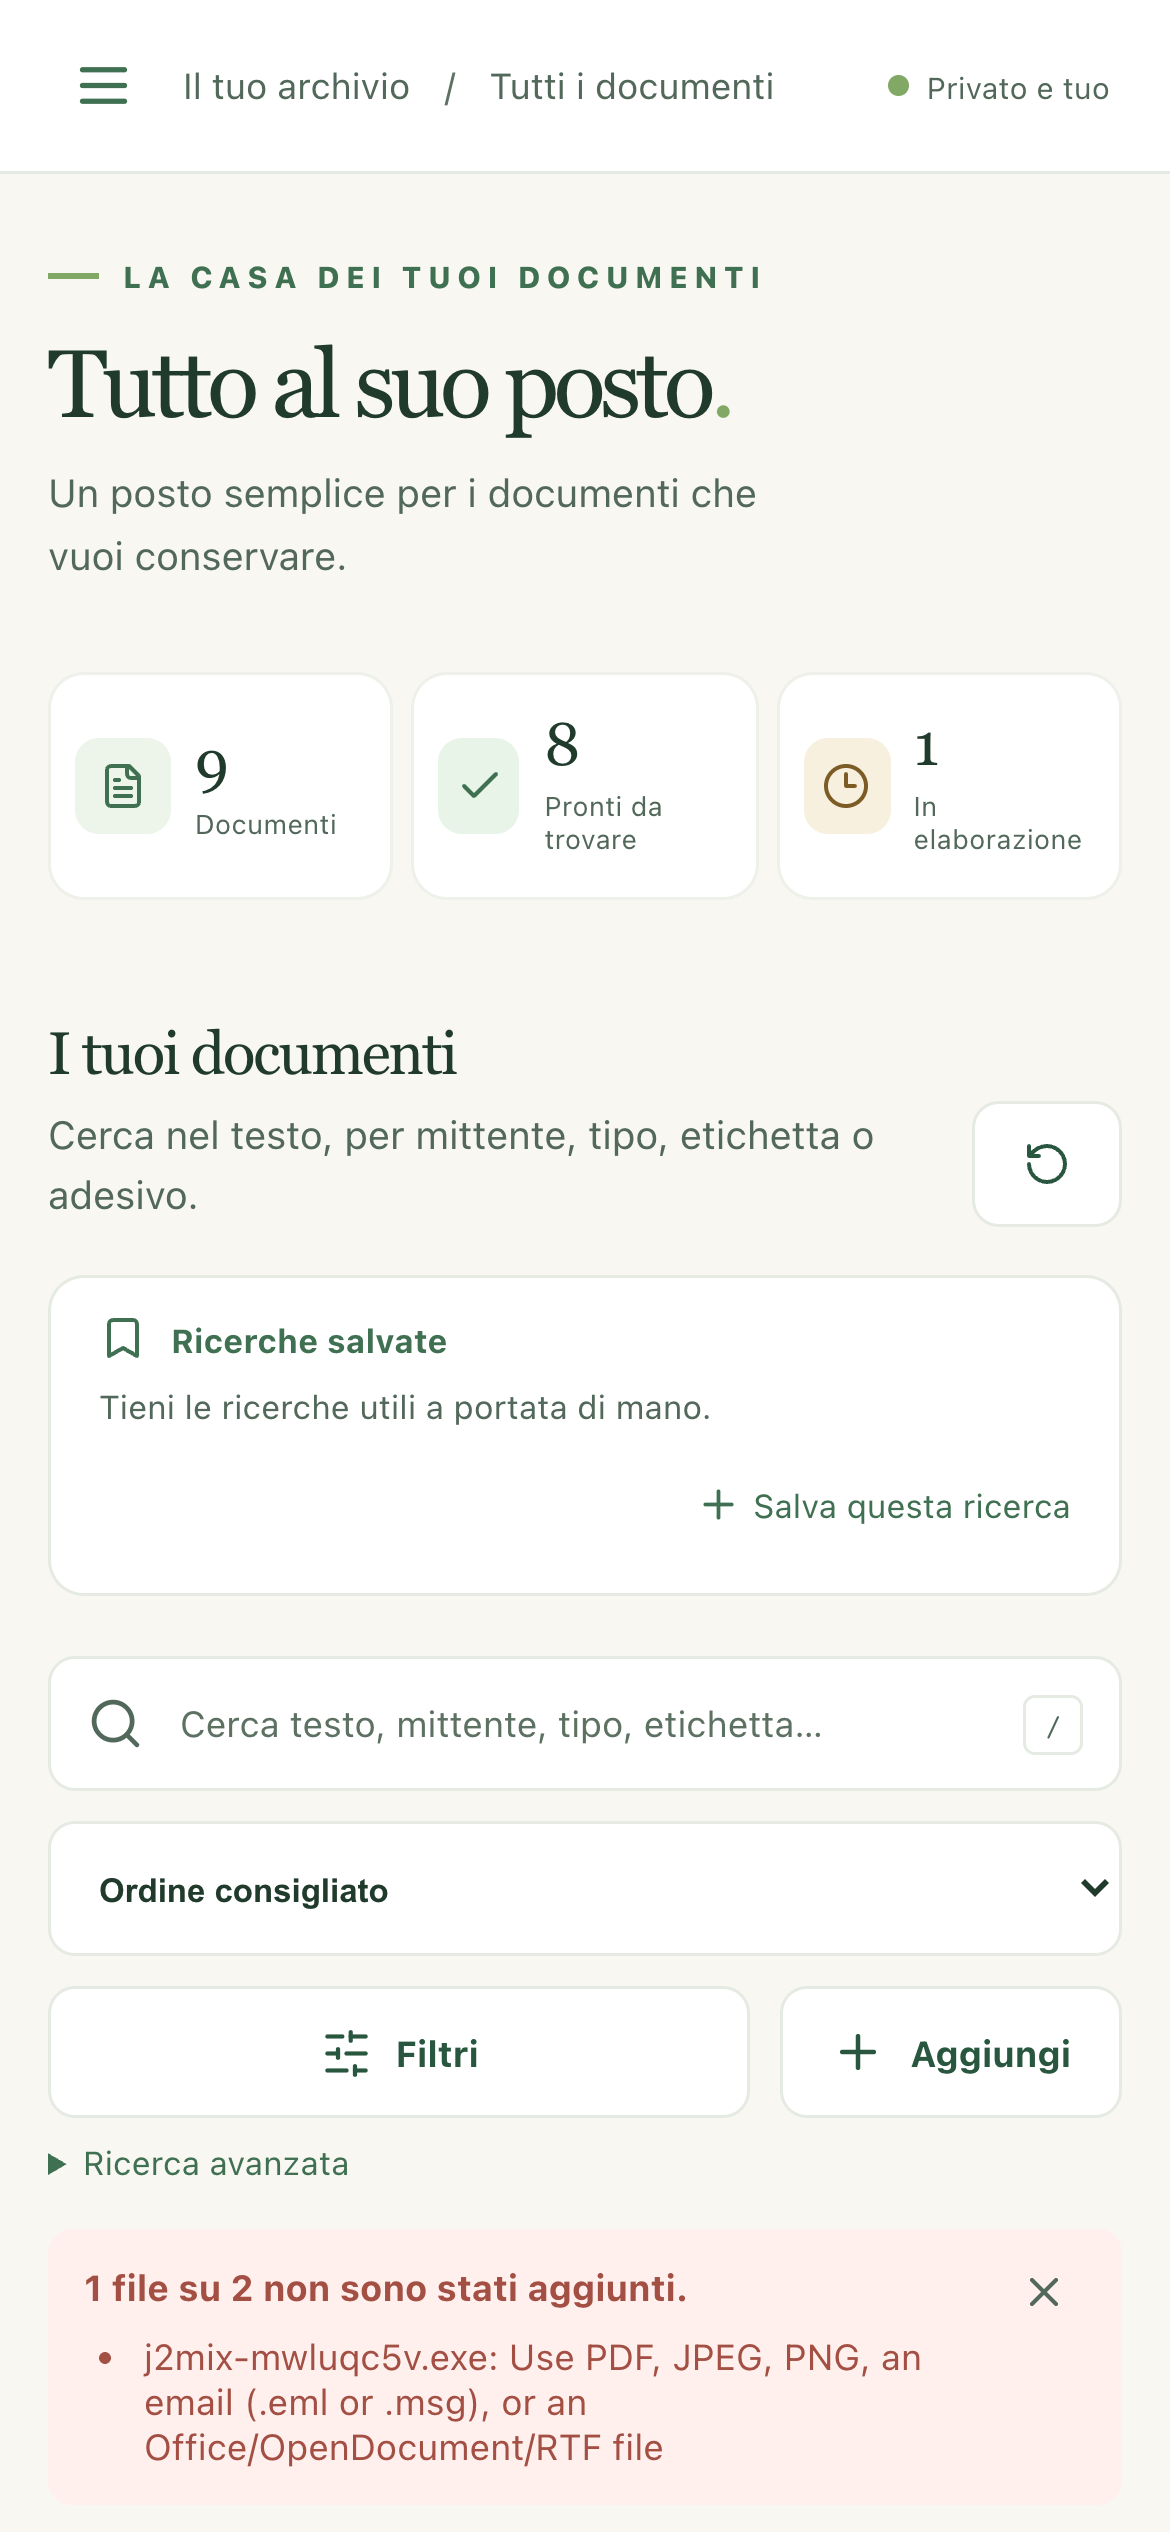 Il tuo archivio / Tutti i documenti
Privato e tuo
LA CASA DEI TUOI DOCUMENTI
Tutto al suo posto.
Un posto semplice per i documenti che
vuoi conservare.
9
Documenti
8
Pronti da
trovare
1
In
elaborazione
I tuoi documenti
Cerca nel testo, per mittente, tipo, etichetta o
adesivo.
Ricerche salvate
Tieni le ricerche utili a portata di mano.
Salva questa ricerca
Cerca testo, mittente, tipo, etichetta...
/
Ordine consigliato
Filtri
Aggiungi
Ricerca avanzata
1 file su 2 non sono stati aggiunti.
j2mix-mwluqc5v.exe: Use PDF, JPEG, PNG, an
email (.eml or .msg), or an
Office/OpenDocument/RTF file